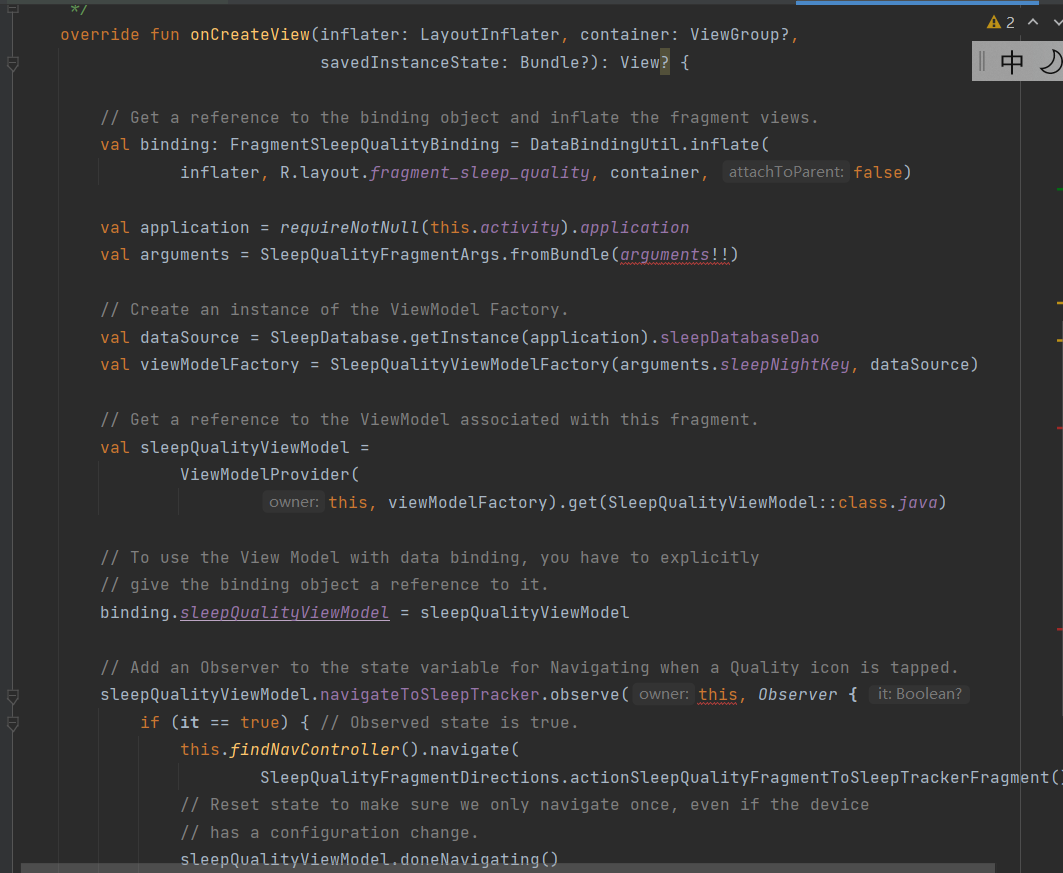 */
override fun onCreateView(inflater: LayoutInflater, container: ViewGroup?,
2
savedInstanceState: Bundle?): View? {
中
// Get a reference to the binding object and inflate the fragment views.
val binding: FragmentSleepQualityBinding = DataBindingUtil.inflate(
inflater, R.layout.fragment_sleep_quality, container, attachToParent: false)
val application = requireNotNull(this.activity).application
val arguments = SleepQualityFragmentArgs.fromBundle(arguments!!)
// Create an instance of the ViewModel Factory.
val dataSource = SleepDatabase.getInstance(application).sleepDatabaseDao
val viewModelFactory = SleepQualityViewModelFactory(arguments.sleepNightKey, dataSource)
// Get a reference to the ViewModel associated with this fragment.
val sleepQualityViewModel =
ViewModelProvider(
owner: this, viewModelFactory).get(SleepQualityViewModel::class.java)
// To use the View Model with data binding, you have to explicitly
// give the binding object a reference to it.
binding.sleepQualityViewModel = sleepQualityViewModel
// Add an Observer to the state variable for Navigating when a Quality icon is tapped.
sleepQualityViewModel.navigateToSleepTracker.observe( owner: this, Observer { it: Boolean?
if (it == true) { // Observed state is true.
this.findNavController().navigate(
SleepQualityFragmentDirections.actionSleepQualityFragmentToSleepTrackerFragment()
// Reset state to make sure we only navigate once, even if the device
// has a configuration change.
sleepQualityViewModel.doneNavigating()